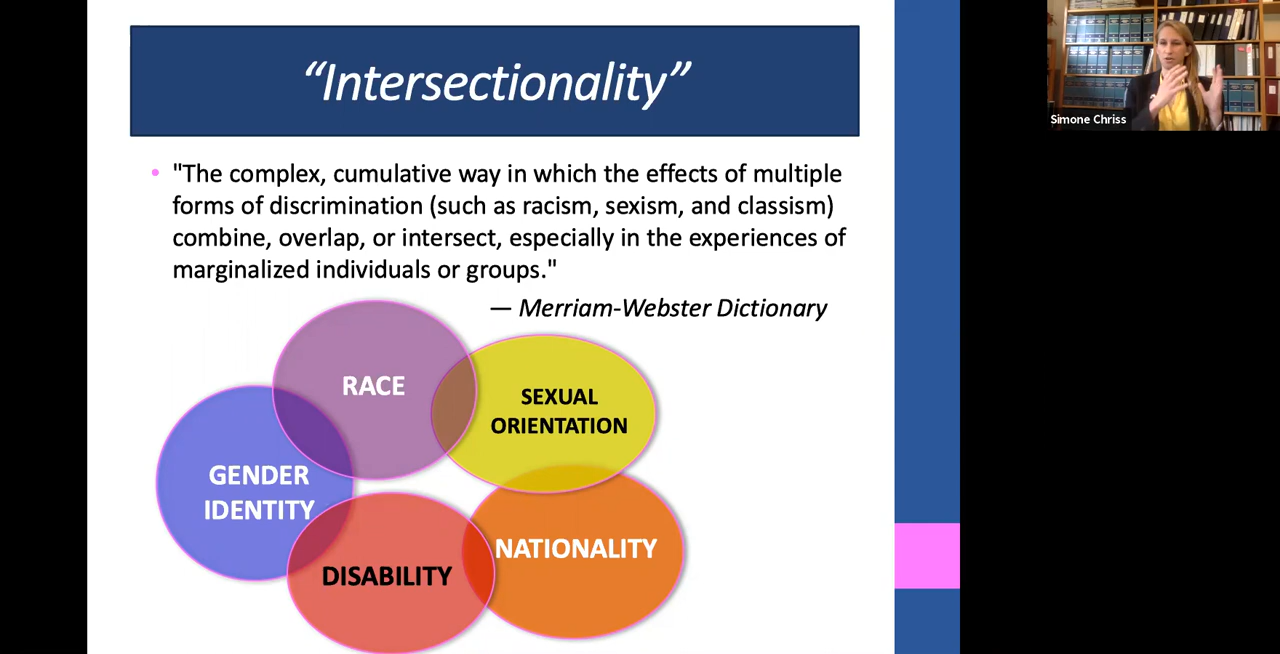 “Intersectionality”
Simone Chriss
• "The complex, cumulative way in which the effects of multiple
forms of discrimination (such as racism, sexism, and classism)
combine, overlap, or intersect, especially in the experiences of
marginalized individuals or groups."
— Merriam-Webster Dictionary
RACE
SEXUAL
ORIENTATION
GENDER
IDENTITY
NATIONALITY
DISABILITY